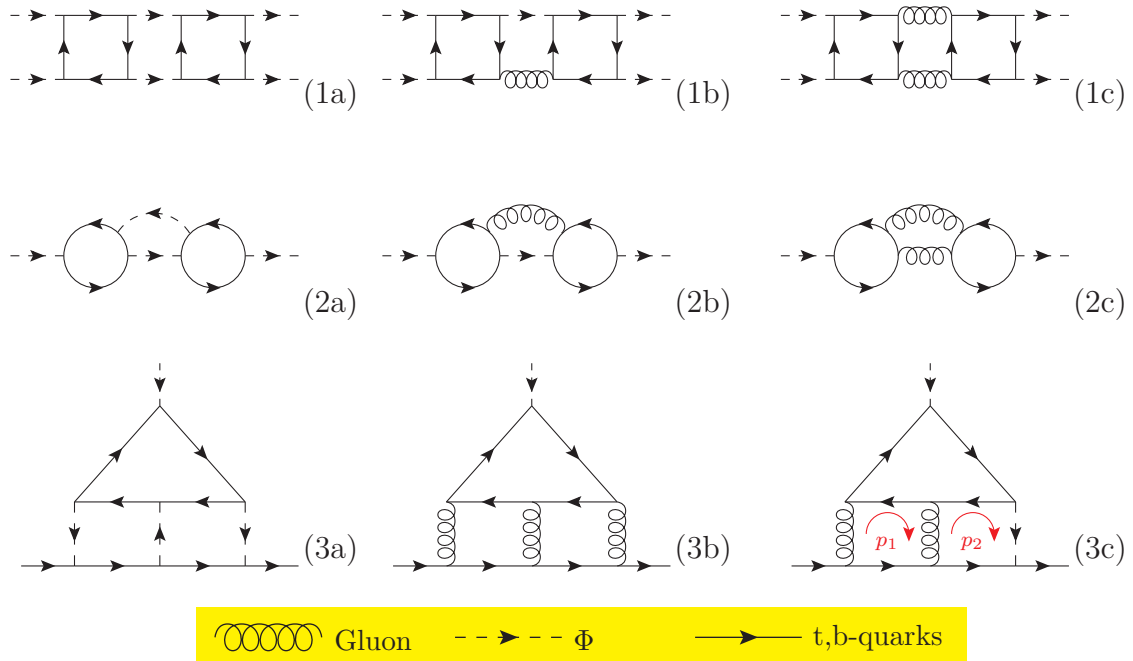 (1a) (1b) (1c)
(2a) (2b) (2c)
(3a) (3b) p₁ p₂ (3c)
Gluon Φ t,b-quarks